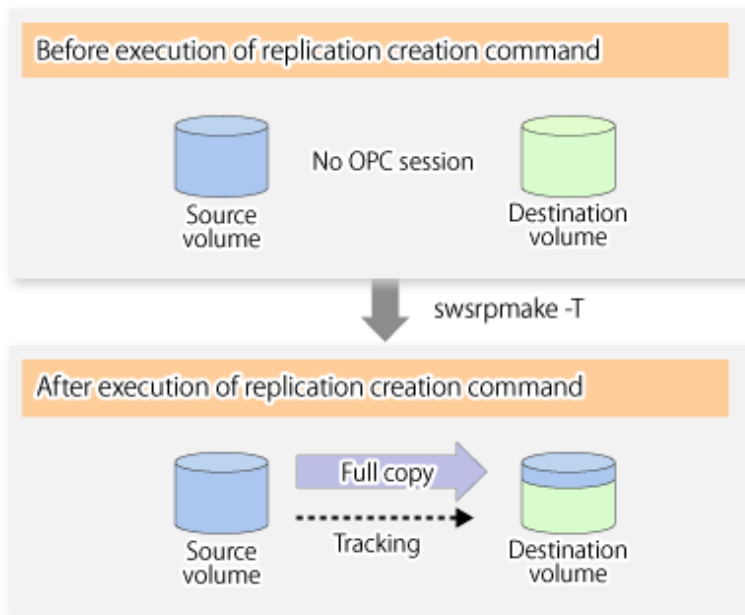 Before execution of replication creation command
No OPC session
Source
volume
Destination
volume
swsrpmake -T
After execution of replication creation command
Full copy
Tracking
Source
volume
Destination
volume